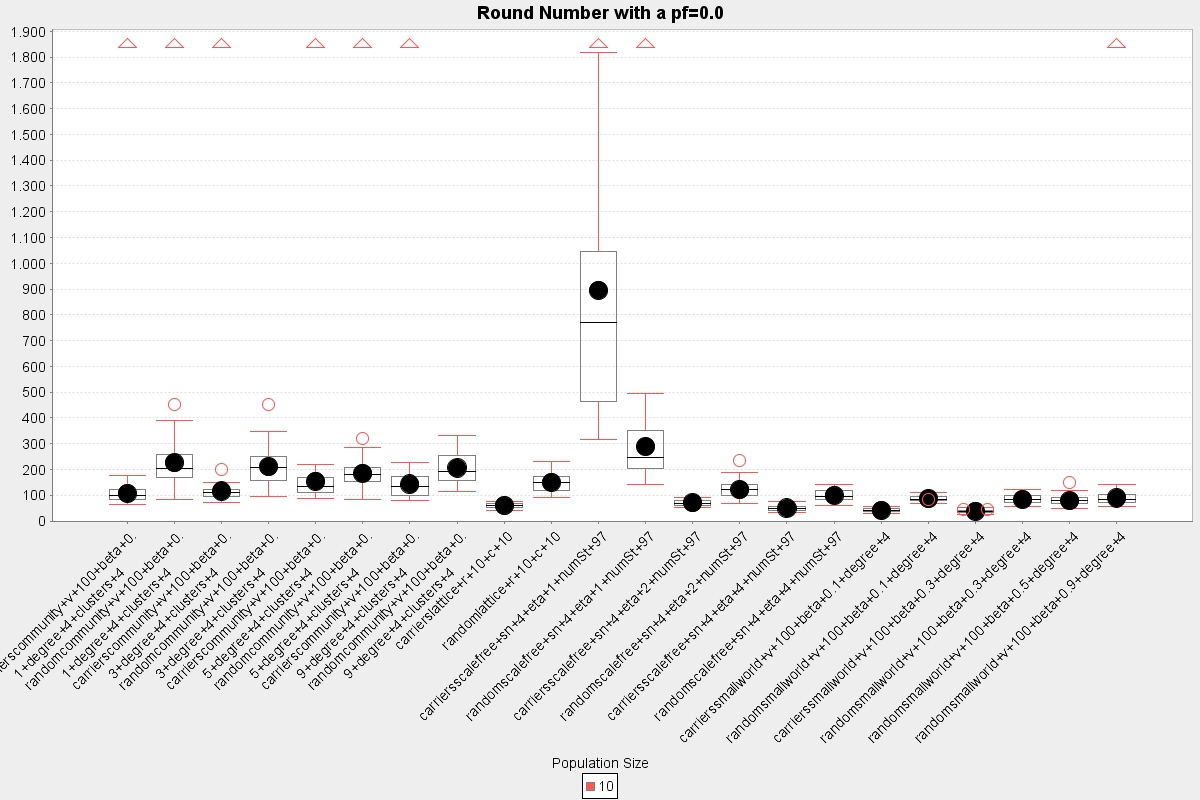 Round Number with a pf=0.0
1.900
1.800
1.700
1.600
1.500
1.400
1.300
1.200
1.100
1.000
900
800
700
600
500
400
300
200
100
0
erscommunity+v+100+beta+0.
1+degree+4+clusters+4
randomcommunity+v+100+beta+0.
1+degree+4+clusters+4
carrierscommunity+v+100+beta+0.
3+degree+4+clusters+4
randomcommunity+v+100+beta+0.
3+degree+4+clusters+4
carrierscommunity+v+100+beta+0.
5+degree+4+clusters+4
randomcommunity+v+100+beta+0.
5+degree+4+clusters+4
carrierscommunity+v+100+beta+0.
9+degree+4+clusters+4
randomcommunity+v+100+beta+0.
9+degree+4+clusters+4
carrierslattice+r+10+c+10
randomlattice+r+10+c+10
carriersscalefree+sn+4+eta+1+numSt+97
randomscalefree+sn+4+eta+1+numSt+97
carriersscalefree+sn+4+eta+2+numSt+97
randomscalefree+sn+4+eta+2+numSt+97
carriersscalefree+sn+4+eta+4+numSt+97
randomscalefree+sn+4+eta+4+numSt+97
carrierssmallworld+v+100+beta+0.1+degree+4
randomsmallworld+v+100+beta+0.1+degree+4
carrierssmallworld+v+100+beta+0.3+degree+4
randomsmallworld+v+100+beta+0.3+degree+4
randomsmallworld+v+100+beta+0.5+degree+4
randomsmallworld+v+100+beta+0.9+degree+4
Population Size
10